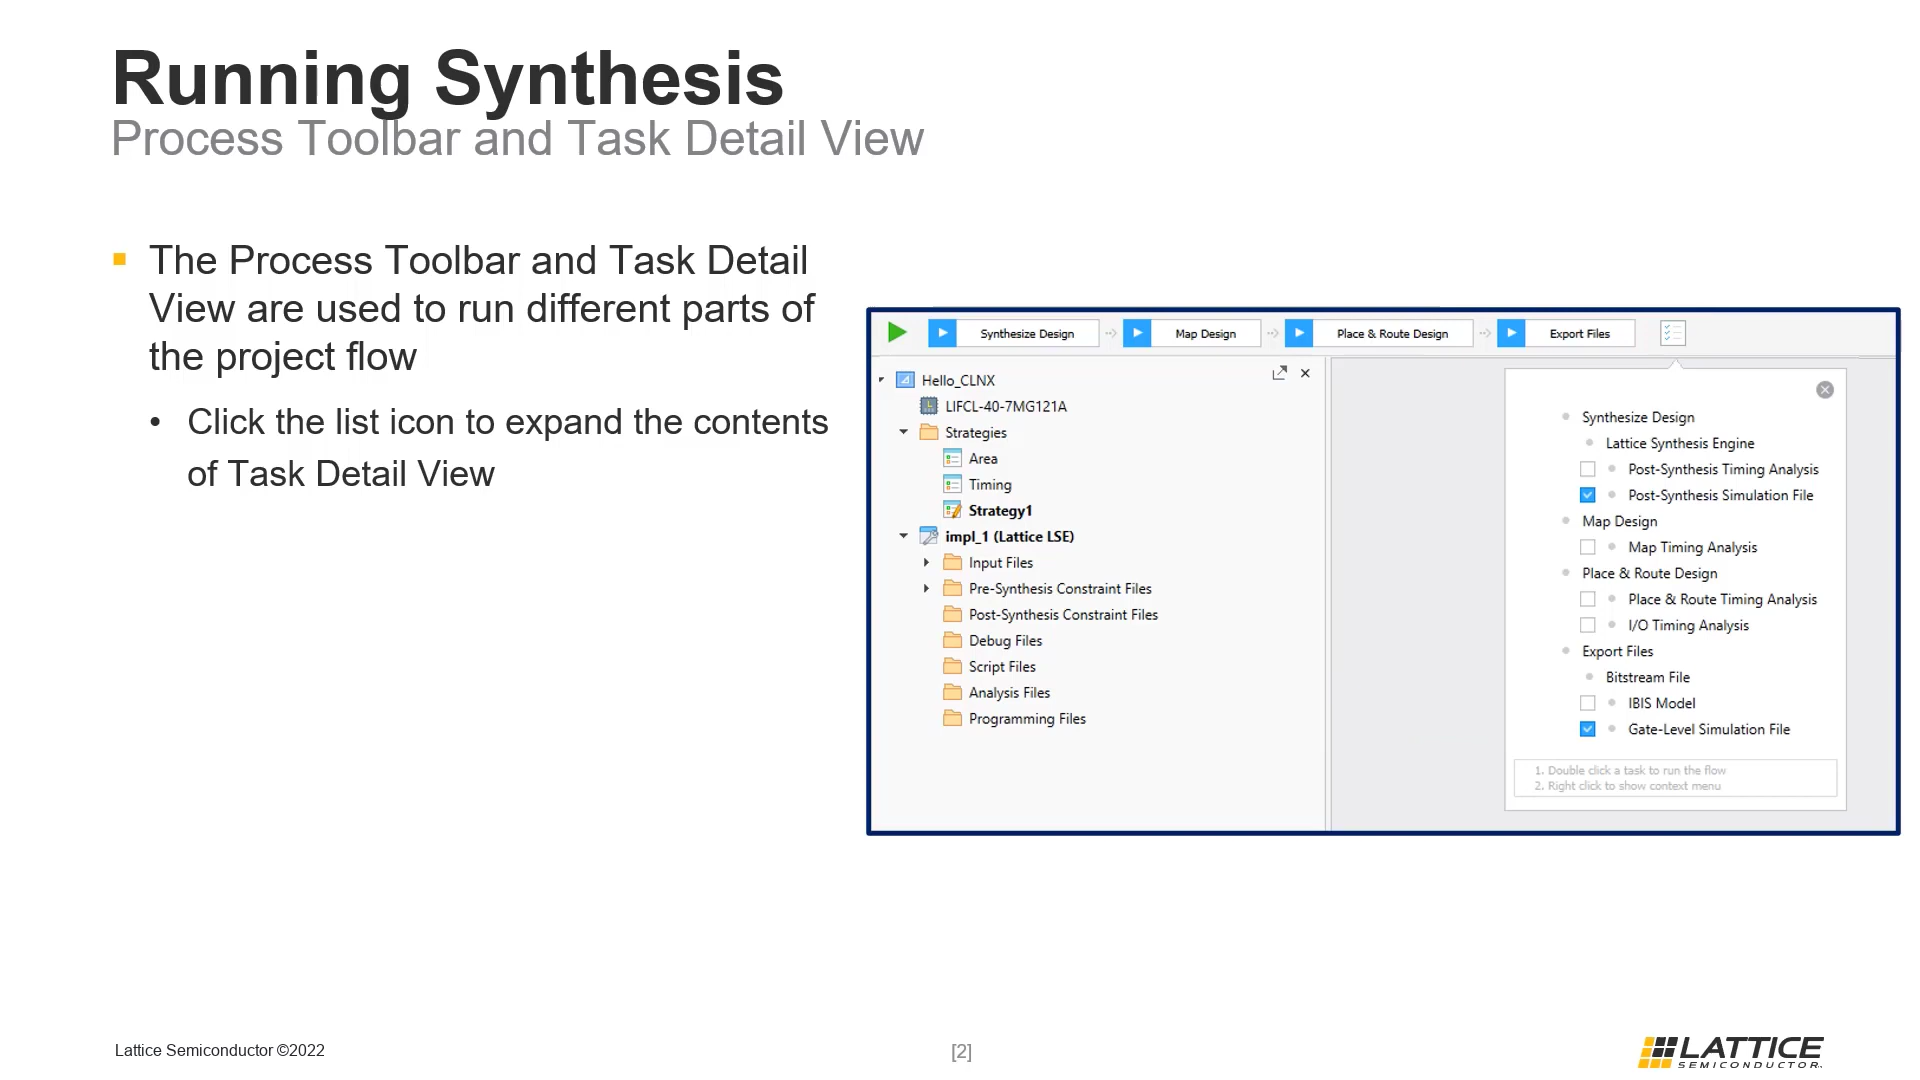 Running Synthesis
Process Toolbar and Task Detail View
The Process Toolbar and Task Detail
View are used to run different parts of
the project flow
• Click the list icon to expand the contents
of Task Detail View
Synthesize Design
Map Design
Place & Route Design
Export Files
Hello_CLNX
LIFCL-40-7MG121A
Strategies
Area
Timing
Strategy1
impl_1 (Lattice LSE)
Input Files
Pre-Synthesis Constraint Files
Post-Synthesis Constraint Files
Debug Files
Script Files
Analysis Files
Programming Files
Synthesize Design
Lattice Synthesis Engine
Post-Synthesis Timing Analysis
Post-Synthesis Simulation File
Map Design
Map Timing Analysis
Place & Route Design
Place & Route Timing Analysis
I/O Timing Analysis
Export Files
Bitstream File
IBIS Model
Gate-Level Simulation File
1. Double click a task to run the flow
2. Right click to show context menu
Lattice Semiconductor ©2022
[2]
LATTICE
SEMICONDUCTOR